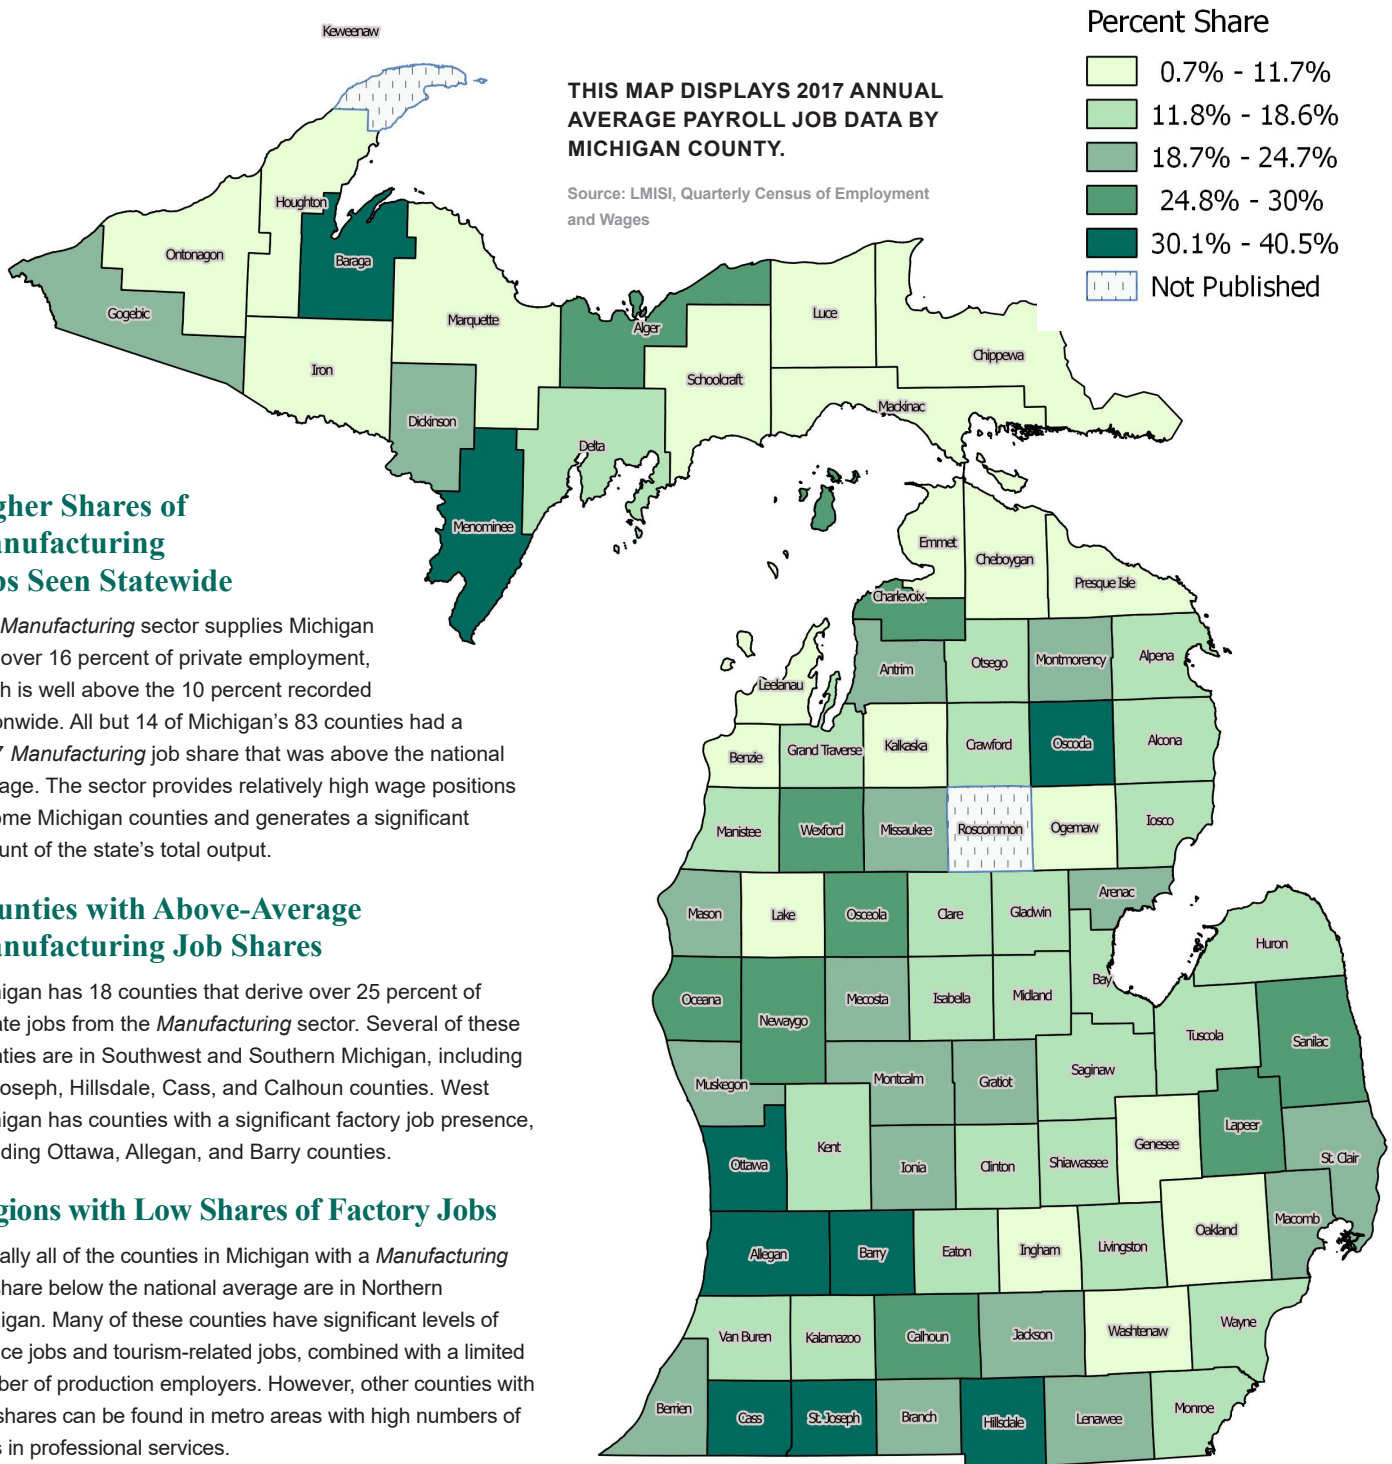 Percent Share
0.7% - 11.7%
11.8% - 18.6%
18.7% - 24.7%
24.8% - 30%
30.1% - 40.5%
Not Published
THIS MAP DISPLAYS 2017 ANNUAL
AVERAGE PAYROLL JOB DATA BY
MICHIGAN COUNTY.
Source: LMISI, Quarterly Census of Employment
and Wages
Keweenaw
Houghton
Ontonagon
Baraga
Gogebic
Marquette
Iron
Alger
Luce
Chippewa
Schoolcraft
Mackinac
Dickinson
Delta
Menominee
gher Shares of
anufacturing
bs Seen Statewide
Manufacturing sector supplies Michigan
over 16 percent of private employment,
h is well above the 10 percent recorded
onwide. All but 14 of Michigan's 83 counties had a
7 Manufacturing job share that was above the national
age. The sector provides relatively high wage positions
ome Michigan counties and generates a significant
unt of the state's total output.
unties with Above-Average
anufacturing Job Shares
higan has 18 counties that derive over 25 percent of
ate jobs from the Manufacturing sector. Several of these
nties are in Southwest and Southern Michigan, including
Joseph, Hillsdale, Cass, and Calhoun counties. West
higan has counties with a significant factory job presence,
ding Ottawa, Allegan, and Barry counties.
gions with Low Shares of Factory Jobs
ally all of the counties in Michigan with a Manufacturing
share below the national average are in Northern
higan. Many of these counties have significant levels of
ice jobs and tourism-related jobs, combined with a limited
ber of production employers. However, other counties with
shares can be found in metro areas with high numbers of
s in professional services.
Emmet
Cheboygan
Presque Isle
Charlevoix
Antrim
Otsego
Montmorency
Alpena
Leelanau
Benzie
Grand Traverse
Kalkaska
Crawford
Oscoda
Alcona
Manistee
Wexford
Missaukee
Roscommon
Ogemaw
Iosco
Mason
Lake
Osceola
Clare
Gladwin
Arenac
Huron
Oceana
Newaygo
Mecosta
Isabella
Midland
Bay
Tuscola
Sanilac
Muskegon
Montcalm
Gratiot
Saginaw
Lapeer
Ottawa
Kent
Ionia
Clinton
Shiawassee
Genesee
St. Clair
Allegan
Barry
Eaton
Ingham
Livingston
Oakland
Macomb
Van Buren
Kalamazoo
Calhoun
Jackson
Washtenaw
Wayne
Berrien
Cass
St. Joseph
Branch
Hillsdale
Lenawee
Monroe